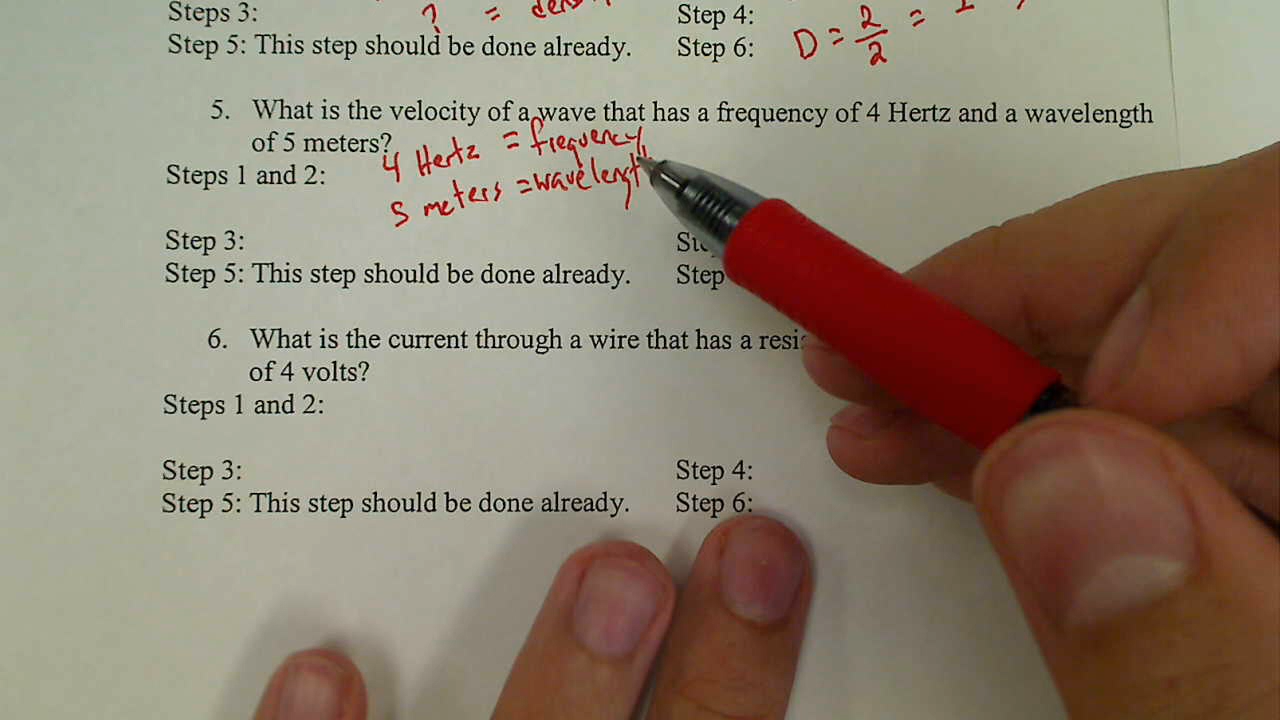 Steps 3: ? =
Step 4:
Step 5: This step should be done already.
Step 6: D = 2/2 =
5. What is the velocity of a wave that has a frequency of 4 Hertz and a wavelength
of 5 meters?
4 Hertz = frequency
Steps 1 and 2:
5 meters = wavelengt
Step 3:
Step 5: This step should be done already.
Step
6. What is the current through a wire that has a
of 4 volts?
Steps 1 and 2:
Step 3:
Step 4:
Step 5: This step should be done already.
Step 6: